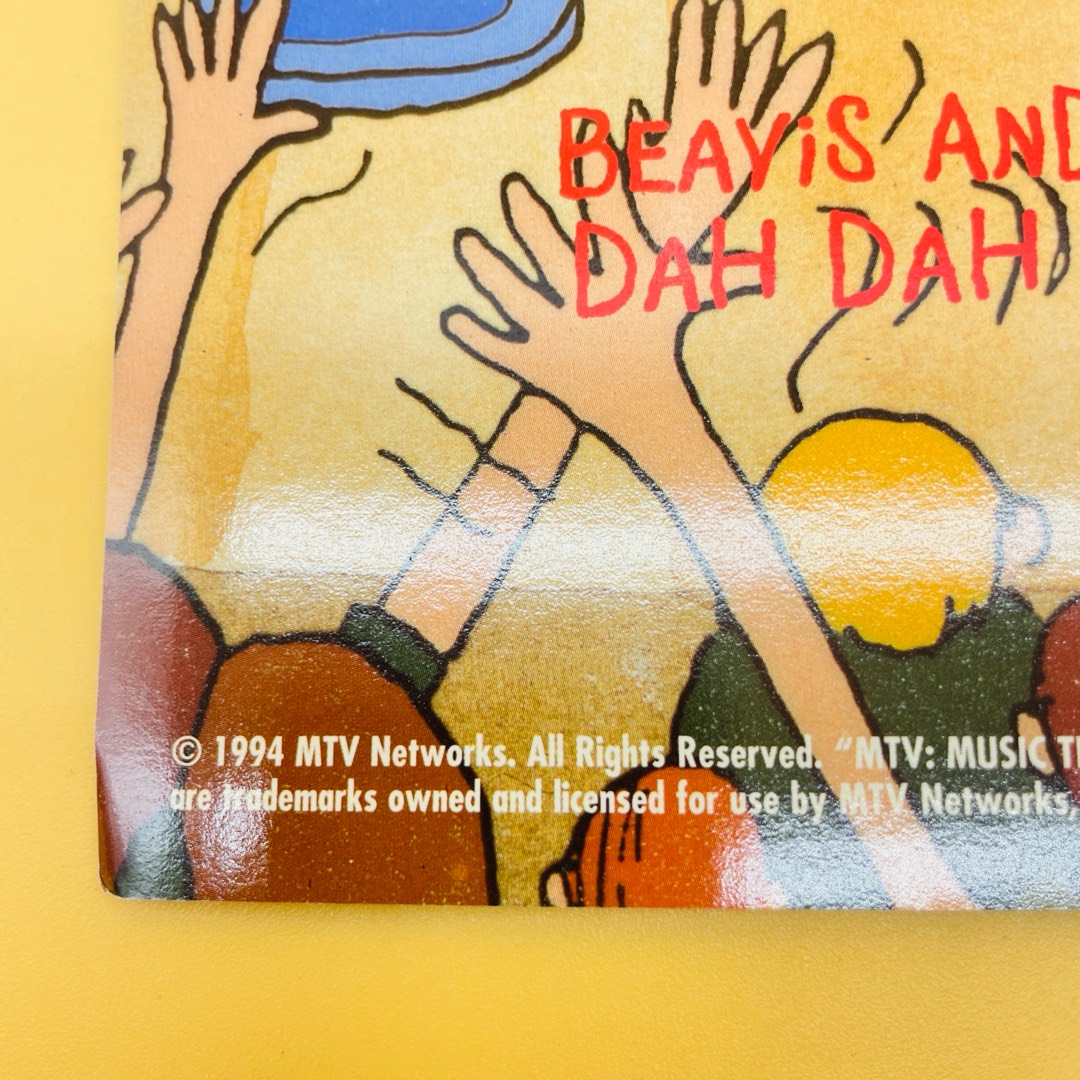 BEAViS AND
DAH DAH
© 1994 MTV Networks. All Rights Reserved. “MTV: MUSIC
are trademarks owned and licensed for use by MTV Networks,